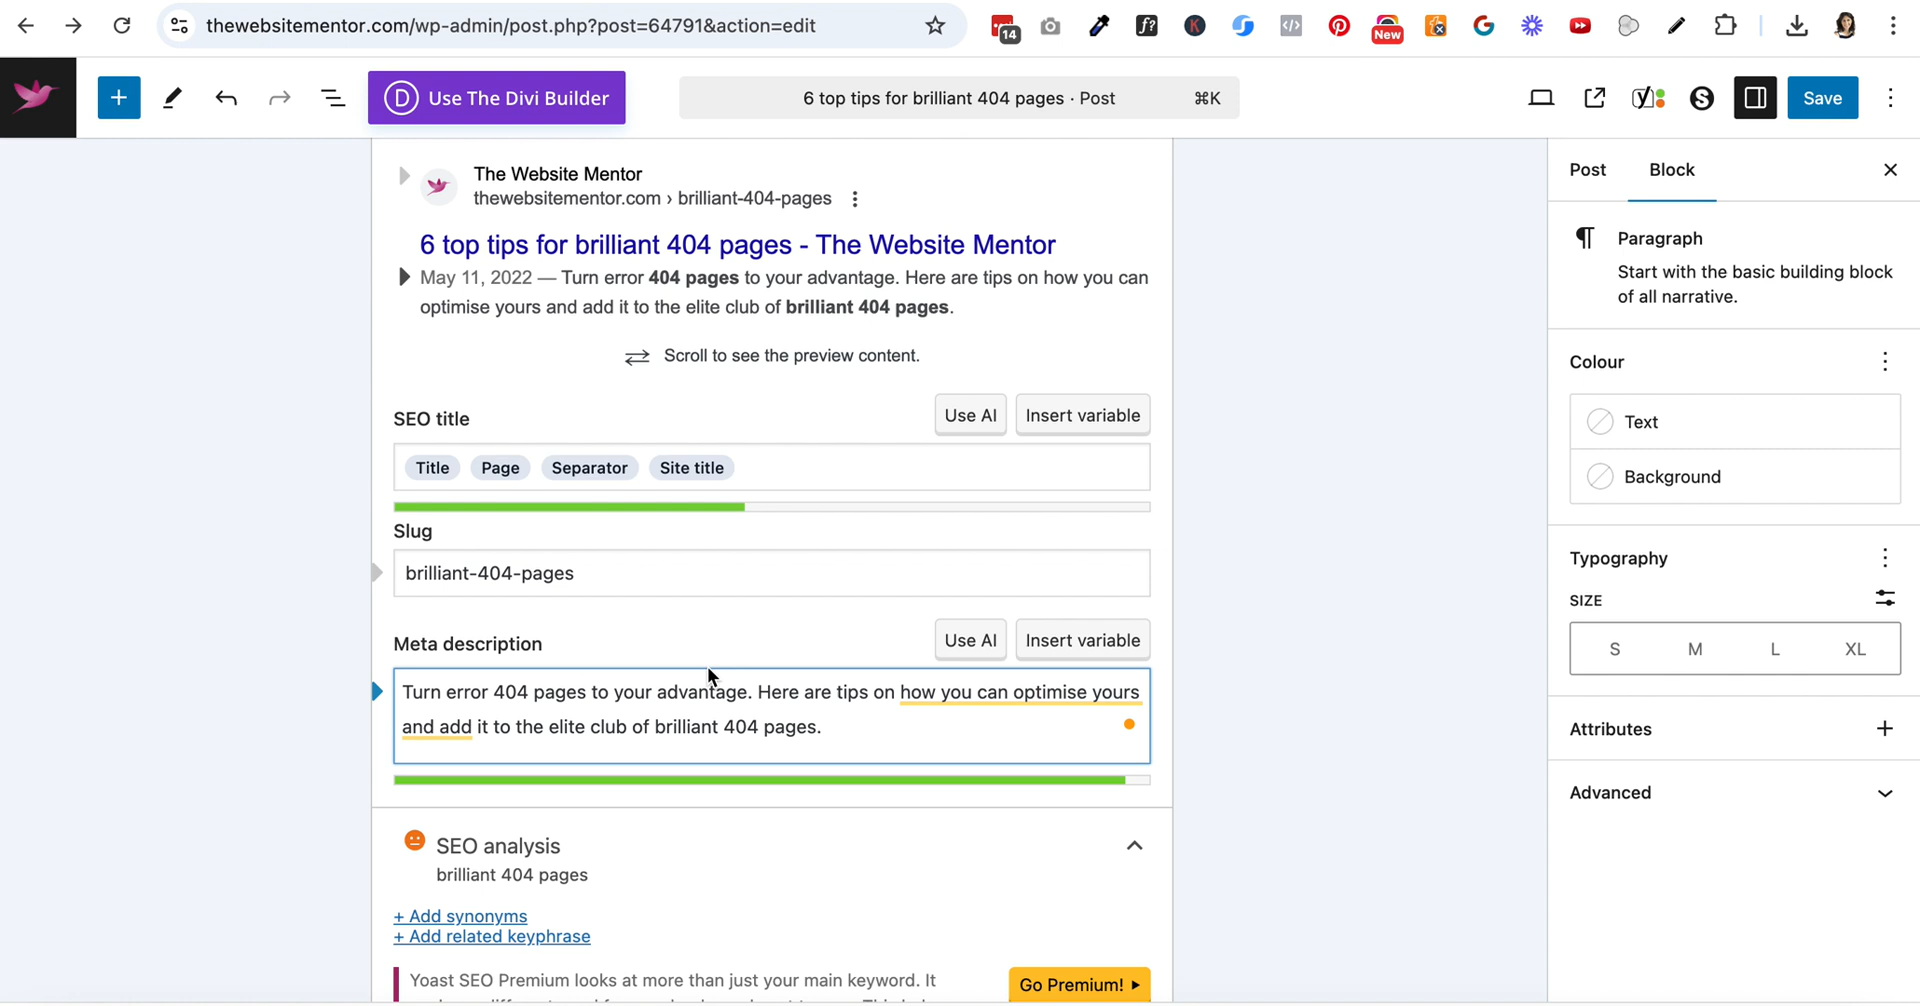 thewebsitementor.com/wp-admin/post.php?post=64791&action=edit
14
f?
K
New
G
D Use The Divi Builder
6 top tips for brilliant 404 pages · Post ⌘K
Save
The Website Mentor
thewebsitementor.com › brilliant-404-pages
6 top tips for brilliant 404 pages - The Website Mentor
May 11, 2022 — Turn error 404 pages to your advantage. Here are tips on how you can
optimise yours and add it to the elite club of brilliant 404 pages.
Scroll to see the preview content.
SEO title
Use AI
Insert variable
Title Page Separator Site title
Slug
brilliant-404-pages
Meta description
Use AI
Insert variable
Turn error 404 pages to your advantage. Here are tips on how you can optimise yours
and add it to the elite club of brilliant 404 pages.
SEO analysis
brilliant 404 pages
+ Add synonyms
+ Add related keyphrase
Yoast SEO Premium looks at more than just your main keyword. It
Go Premium!
Post Block
Paragraph
Start with the basic building block
of all narrative.
Colour
Text
Background
Typography
SIZE
S M L XL
Attributes
Advanced